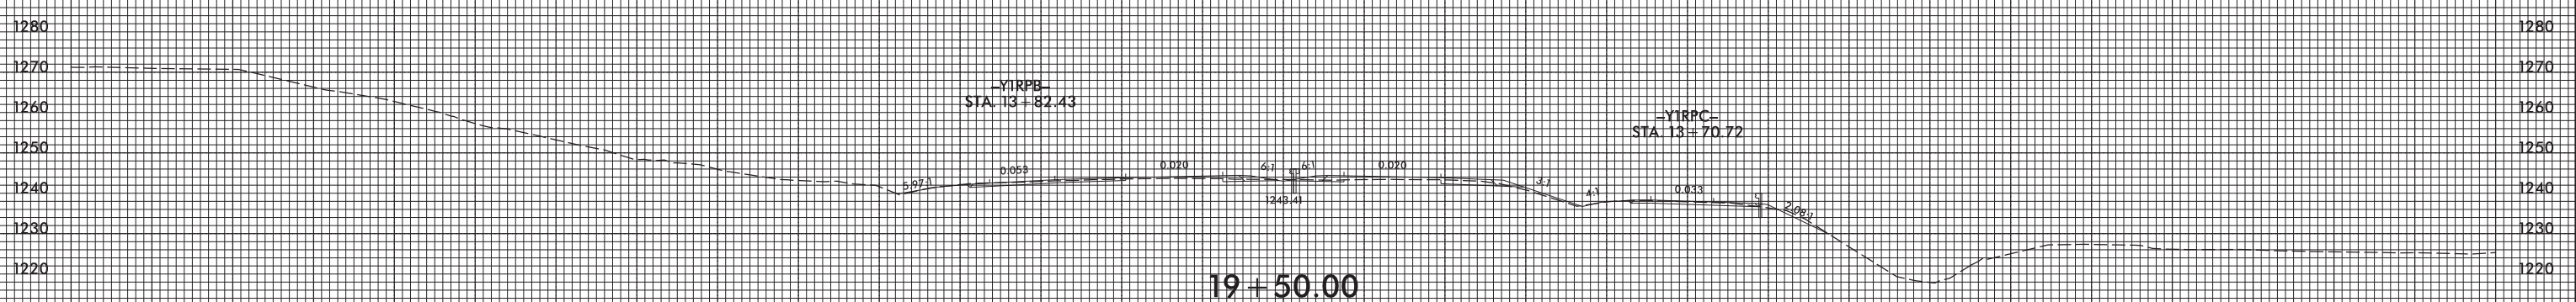 1280 1280
1270 1270
–Y1RPB–
STA. 13+82.43
1260 1260
–Y1RPC–
STA. 13+70.72
1250 1250
0.053 0.020 6:1 6:1 0.020
1240 5.97:1 3:1 4:1 0.033 1240
1243.41
2.08:1
1230 1230
1220 1220
19+50.00